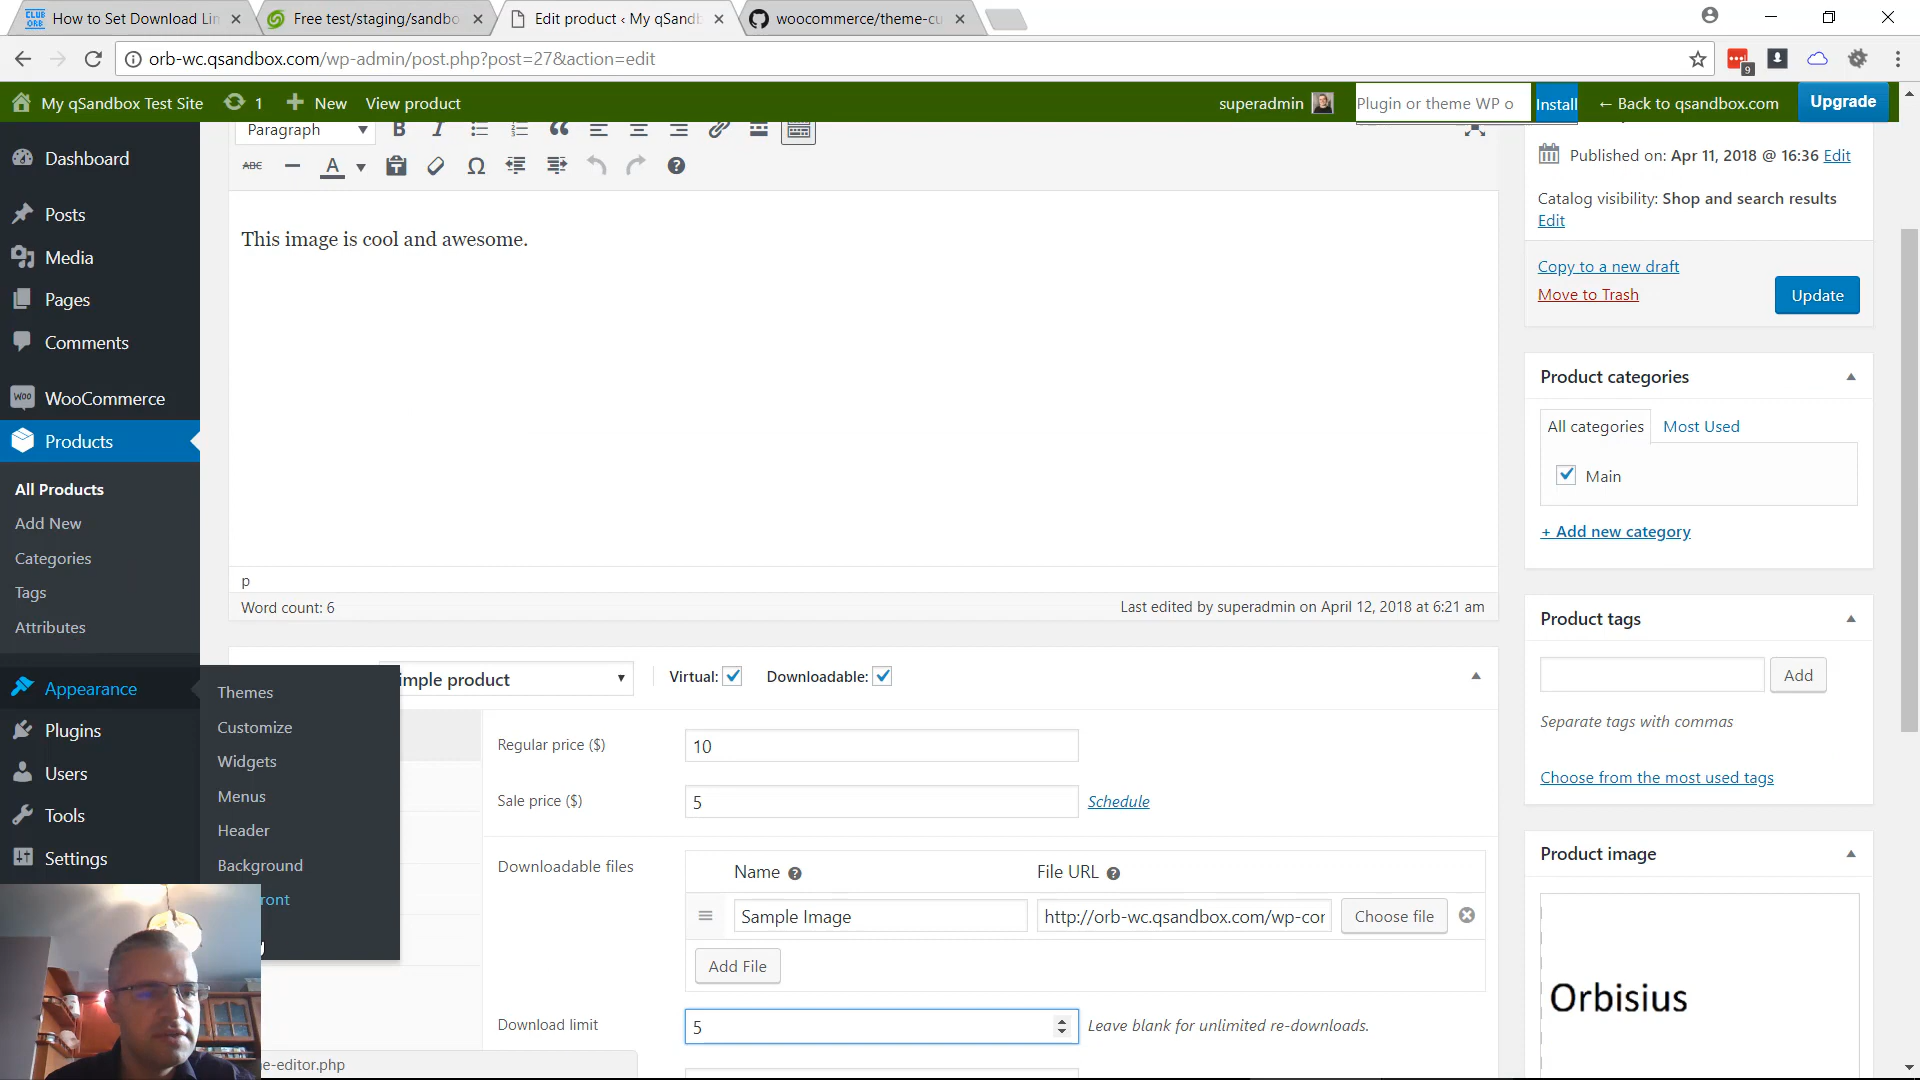 CLUB ORB How to Set Download Lin
Free test/staging/sandbo
Edit product ‹ My qSandb
woocommerce/theme-cu
orb-wc.qsandbox.com/wp-admin/post.php?post=27&action=edit
9
My qSandbox Test Site
1
New
View product
superadmin
Plugin or theme WP o
Install
← Back to qsandbox.com
Upgrade
Dashboard
Posts
Media
Pages
Comments
WooCommerce
Products
All Products
Add New
Categories
Tags
Attributes
Appearance
Plugins
Users
Tools
Settings
Themes
Customize
Widgets
Menus
Header
Background
ront
Paragraph
B I
ABC A Ω
This image is cool and awesome.
p
Word count: 6
Last edited by superadmin on April 12, 2018 at 6:21 am
imple product
Virtual:
Downloadable:
Regular price ($)
10
Sale price ($)
5
Schedule
Downloadable files
Name
File URL
Sample Image
http://orb-wc.qsandbox.com/wp-cor
Choose file
Add File
Download limit
5
Leave blank for unlimited re-downloads.
e-editor.php
Published on: Apr 11, 2018 @ 16:36 Edit
Catalog visibility: Shop and search results
Edit
Copy to a new draft
Move to Trash
Update
Product categories
All categories
Most Used
Main
+ Add new category
Product tags
Add
Separate tags with commas
Choose from the most used tags
Product image
Orbisius